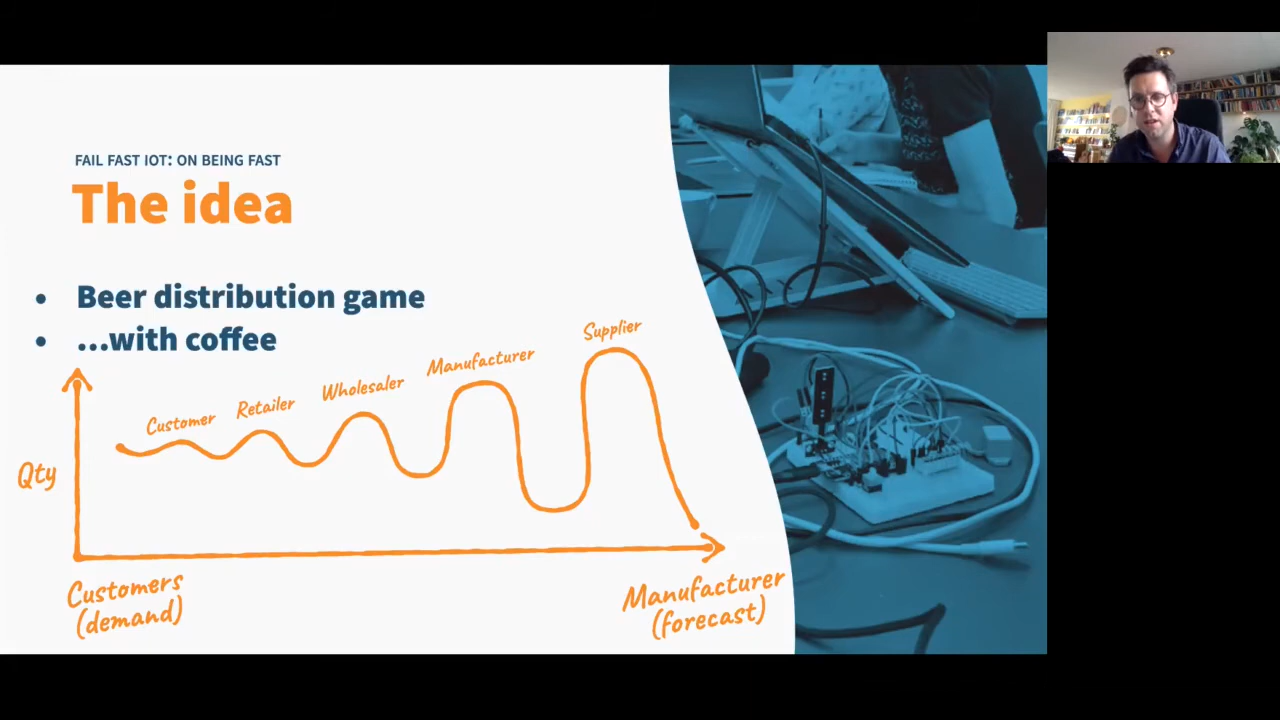 FAIL FAST IOT: ON BEING FAST
The idea
• Beer distribution game
• ...with coffee
Supplier
Manufacturer
Wholesaler
Retailer
Customer
Qty
Customers
(demand)
Manufacturer
(forecast)